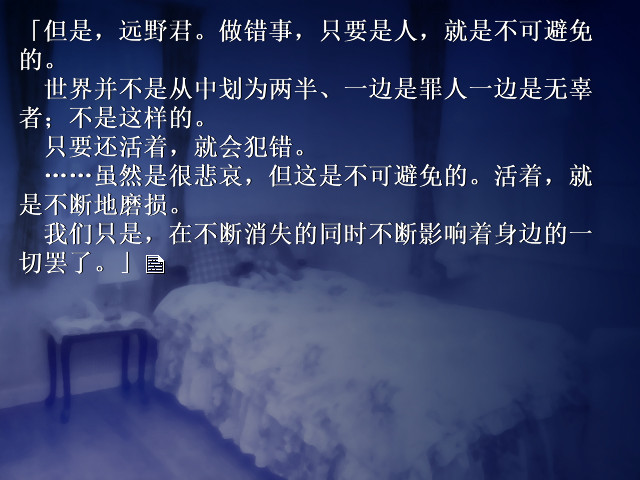 「但是，远野君。做错事，只要是人，就是不可避免
的。
世界并不是从中划为两半、一边是罪人一边是无辜
者；不是这样的。
只要还活着，就会犯错。
……虽然是很悲哀，但这是不可避免的。活着，就
是不断地磨损。
我们只是，在不断消失的同时不断影响着身边的一
切罢了。」